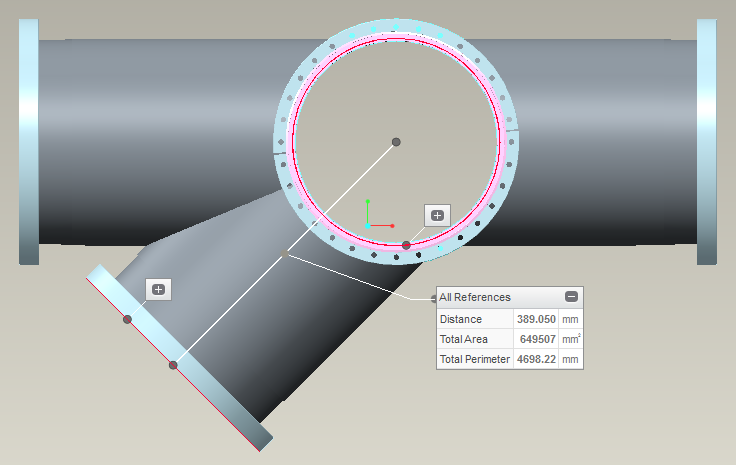 All References
Distance 389.050 mm
Total Area 649507 mm²
Total Perimeter 4698.22 mm